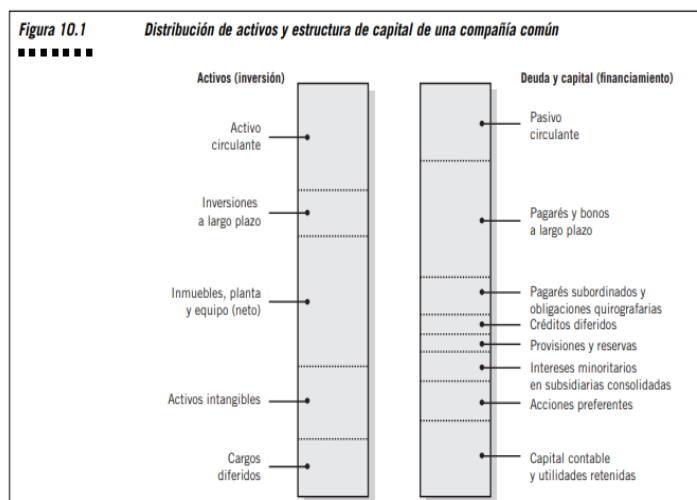 Figura 10.1
Distribución de activos y estructura de capital de una compañía común
Activos (inversión)
Activo
circulante
Inversiones
a largo plazo
Inmuebles, planta
y equipo (neto)
Activos intangibles
Cargos
diferidos
Deuda y capital (financiamiento)
Pasivo
circulante
Pagarés y bonos
a largo plazo
Pagarés subordinados y
obligaciones quirografarias
Créditos diferidos
Provisiones y reservas
Intereses minoritarios
en subsidiarias consolidadas
Acciones preferentes
Capital contable
y utilidades retenidas